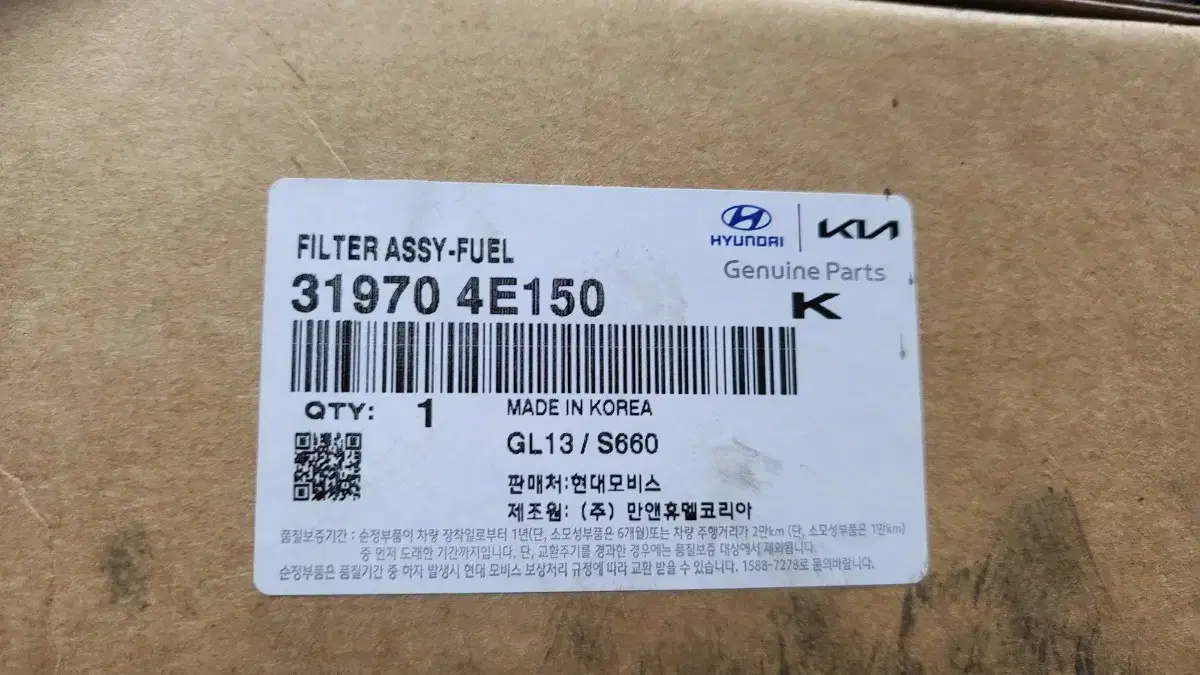 FILTER ASSY-FUEL
HYUNDAI
KIA
Genuine Parts
31970 4E150
K
QTY: 1
MADE IN KOREA
GL13 / S660
판매처:현대모비스
제조원: (주) 만앤휴멜코리아
품질보증기간 : 순정부품이 차량 장착일로부터 1년(단, 소모성부품은 6개월)또는 차량 주행거리가 2만km (단, 소모성부품은 1만km)
중 먼저 도래한 기간까지입니다. 단, 교환주기를 경과한 경우에는 품질보증 대상에서 제외됩니다.
순정부품은 품질기간 중 하자 발생시 현대 모비스 보상처리 규정에 따라 교환 받을 수 있습니다. 1588-7278로 문의바랍니다.